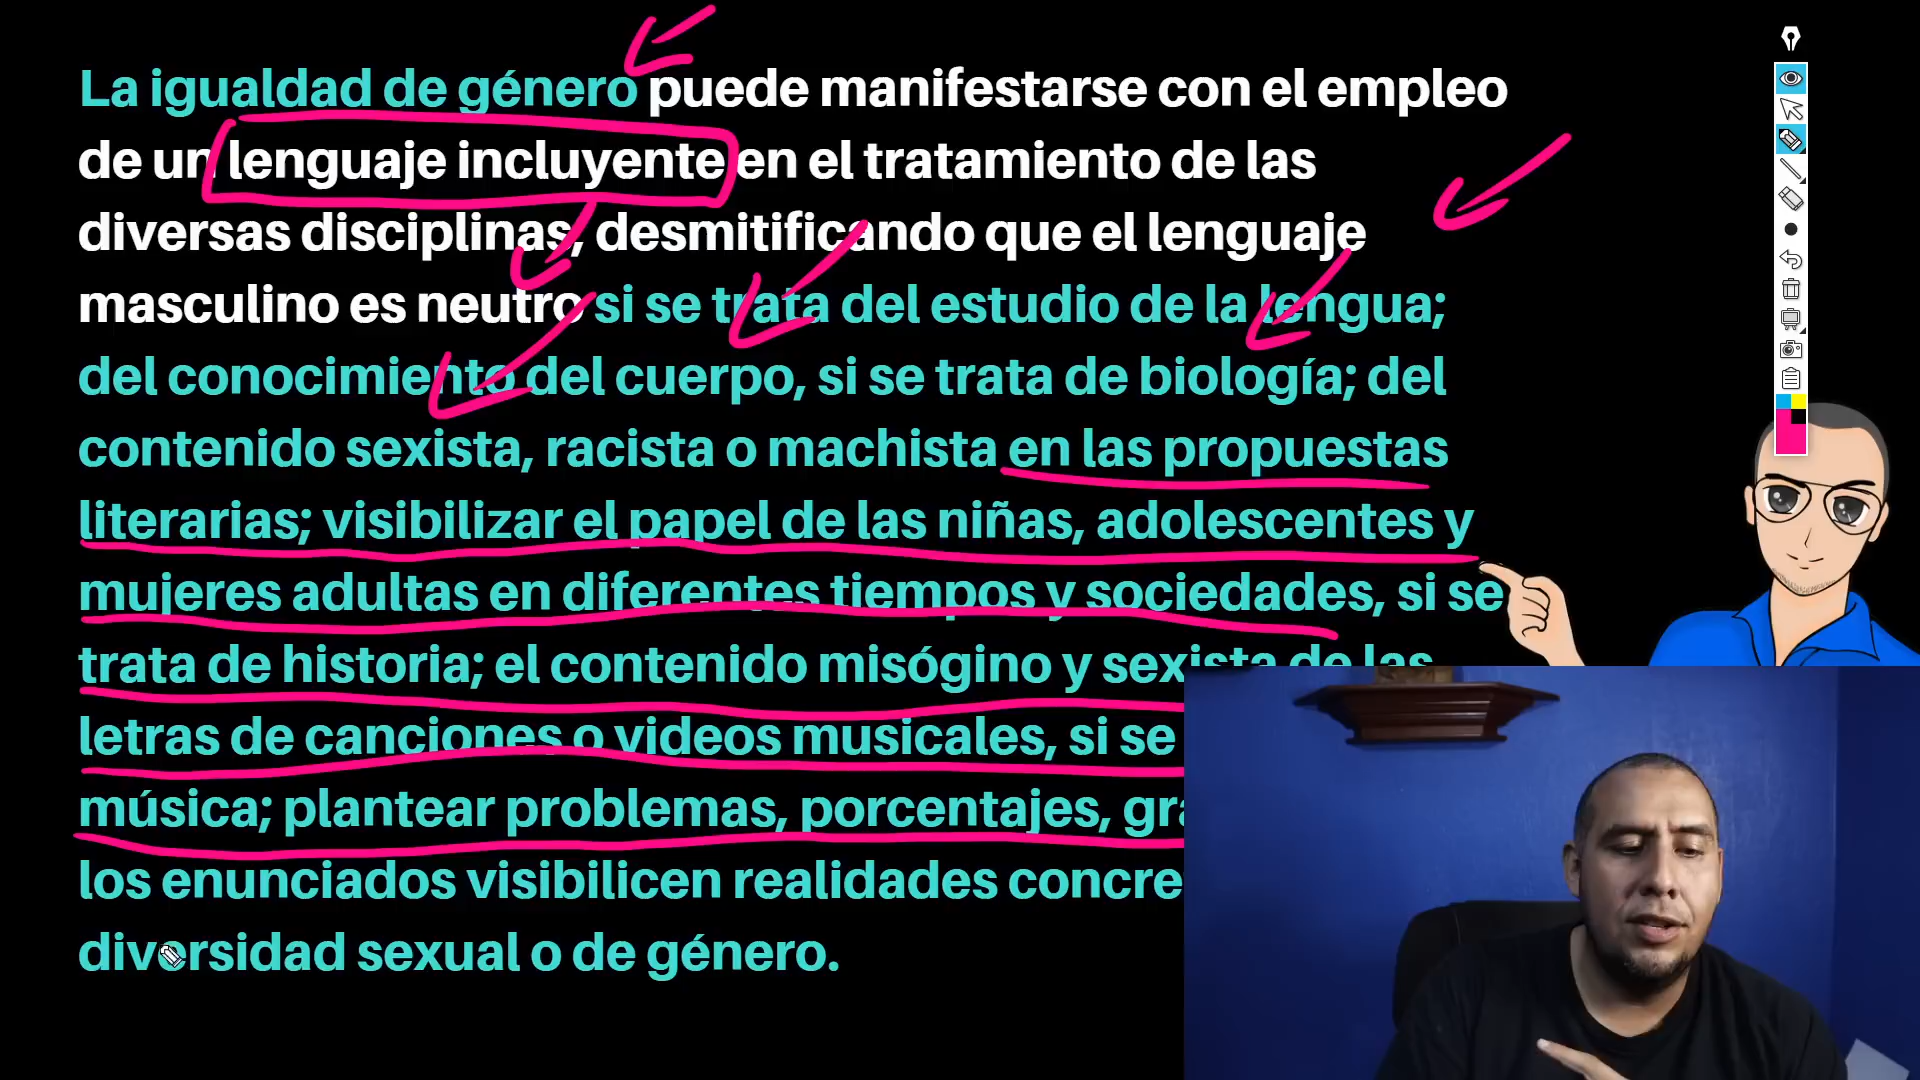 La igualdad de género puede manifestarse con el empleo
de un lenguaje incluyente en el tratamiento de las
diversas disciplinas, desmitificando que el lenguaje
masculino es neutro si se trata del estudio de la lengua;
del conocimiento del cuerpo, si se trata de biología; del
contenido sexista, racista o machista en las propuestas
literarias; visibilizar el papel de las niñas, adolescentes y
mujeres adultas en diferentes tiempos y sociedades, si se
trata de historia; el contenido misógino y sexista de las
letras de canciones o videos musicales, si se
música; plantear problemas, porcentajes,
los enunciados visibilicen realidades
diversidad sexual o de género.